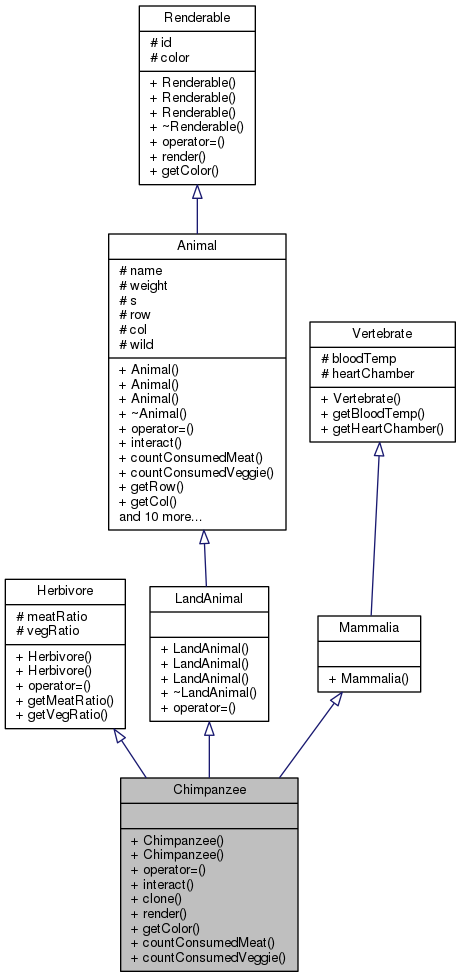 Renderable
# id
# color
+ Renderable()
+ Renderable()
+ Renderable()
+ ~Renderable()
+ operator=()
+ render()
+ getColor()
Animal
# name
# weight
# s
# row
# col
# wild
+ Animal()
+ Animal()
+ Animal()
+ ~Animal()
+ operator=()
+ interact()
+ countConsumedMeat()
+ countConsumedVeggie()
+ getRow()
+ getCol()
and 10 more...
Vertebrate
# bloodTemp
# heartChamber
+ Vertebrate()
+ getBloodTemp()
+ getHeartChamber()
Herbivore
# meatRatio
# vegRatio
+ Herbivore()
+ Herbivore()
+ operator=()
+ getMeatRatio()
+ getVegRatio()
LandAnimal
+ LandAnimal()
+ LandAnimal()
+ LandAnimal()
+ ~LandAnimal()
+ operator=()
Mammalia
+ Mammalia()
Chimpanzee
+ Chimpanzee()
+ Chimpanzee()
+ operator=()
+ interact()
+ clone()
+ render()
+ getColor()
+ countConsumedMeat()
+ countConsumedVeggie()